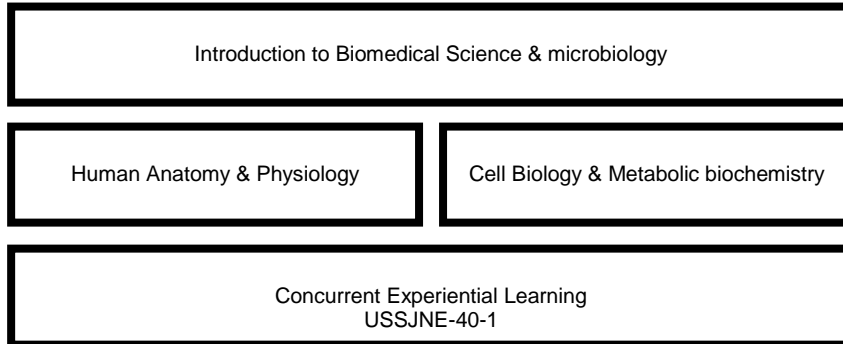 Introduction to Biomedical Science & microbiology
Human Anatomy & Physiology
Cell Biology & Metabolic biochemistry
Concurrent Experiential Learning
USSJNE-40-1